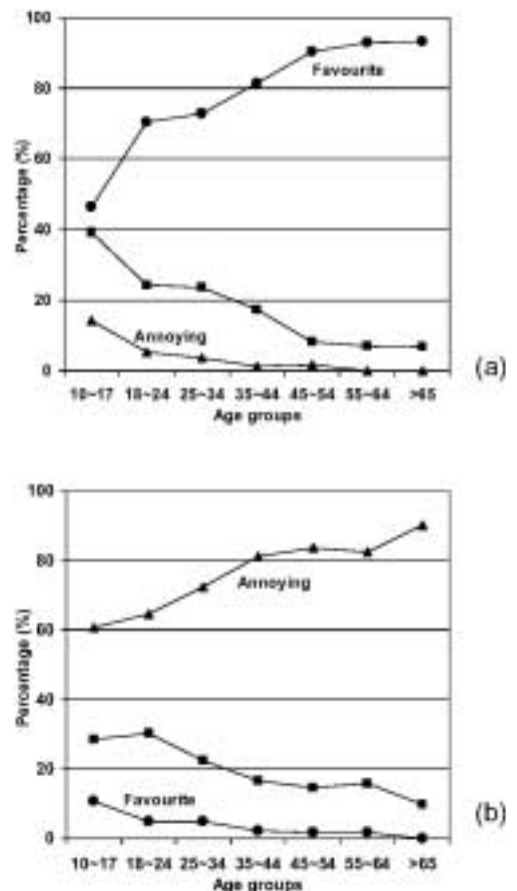 100
80
60
40
20
0
Percentage (%)
Favourite
Annoying
10~17 18~24 25~34 35~44 45~54 55~64 >65
Age groups
(a)
100
80
60
40
20
0
Percentage (%)
Annoying
Favourite
10~17 18~24 25~34 35~44 45~54 55~64 >65
Age groups
(b)